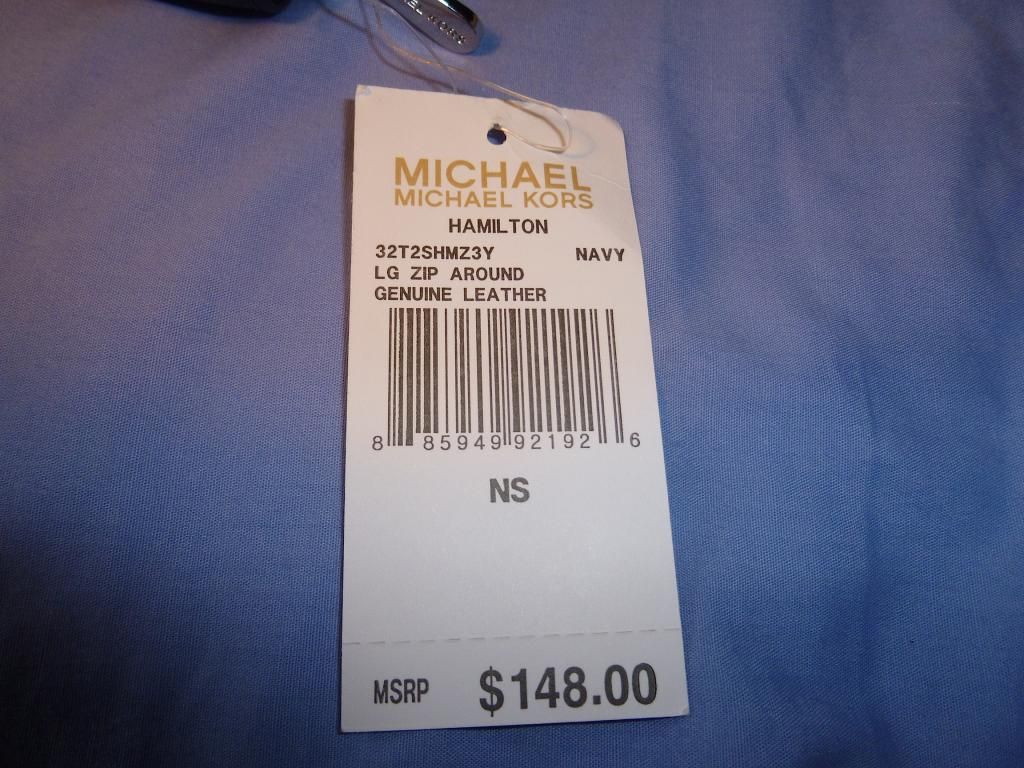 MICHAEL
MICHAEL KORS
HAMILTON
32T2SHMZ3Y NAVY
LG ZIP AROUND
GENUINE LEATHER
8 85949 92192 6
NS
MSRP $148.00